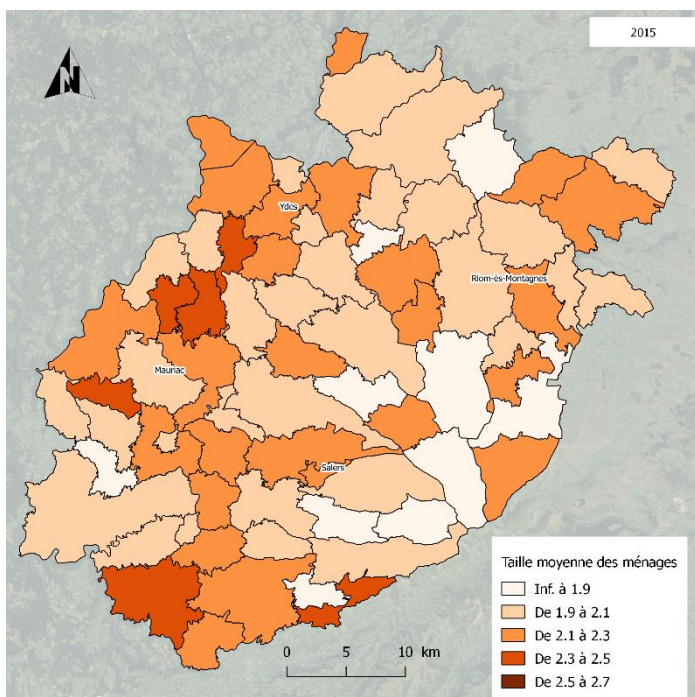 2015
N
Ydes
Riom-ès-Montagnes
Mauriac
Salers
Taille moyenne des ménages
Inf. à 1.9
De 1.9 à 2.1
De 2.1 à 2.3
De 2.3 à 2.5
De 2.5 à 2.7
0 5 10 km